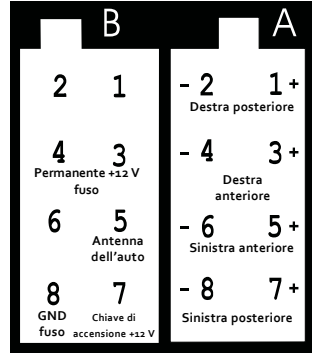 B
2 1
4 3
Permanente +12 V
fuso
6 5
Antenna
dell'auto
8 7
GND
fuso
Chiave di
accensione +12 V
A
- 2 1 +
Destra posteriore
- 4 3 +
Destra
anteriore
- 6 5 +
Sinistra anteriore
- 8 7 +
Sinistra posteriore